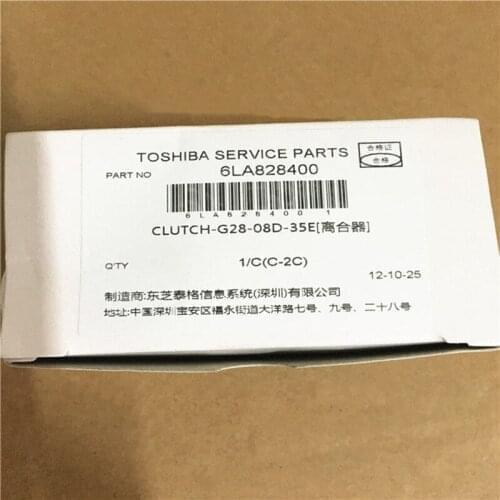 TOSHIBA SERVICE PARTS
合格证
合格
PART NO 6LA828400
6LA828400 1
CLUTCH-G28-08D-35E[离合器]
Q'TY 1/C(C-2C)
12-10-25
制造商:东芝泰格信息系统(深圳)有限公司
地址:中国深圳宝安区福永街道大洋路七号、九号、二十八号